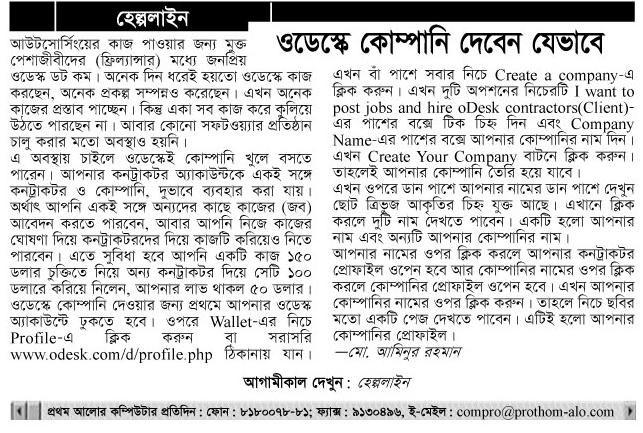 হেল্পলাইন
ওডেস্কে কোম্পানি দেবেন যেভাবে
আউটসোর্সিংয়ের কাজ পাওয়ার জন্য মুক্ত
পেশাজীবীদের (ফ্রিল্যান্সার) মধ্যে জনপ্রিয়
ওডেস্ক ডট কম। অনেক দিন ধরেই হয়তো ওডেস্কে কাজ
করছেন, অনেক প্রকল্প সম্পন্নও করেছেন। এখন অনেক
কাজের প্রস্তাব পাচ্ছেন। কিন্তু একা সব কাজ করে কুলিয়ে
উঠতে পারছেন না। আবার কোনো সফটওয়্যার প্রতিষ্ঠান
চালু করার মতো অবস্থাও হয়নি।
এ অবস্থায় চাইলে ওডেস্কেই কোম্পানি খুলে বসতে
পারেন। আপনার কনট্রাকটর অ্যাকাউন্টকে একই সঙ্গে
কনট্রাক্টর ও কোম্পানি, দুভাবে ব্যবহার করা যায়।
অর্থাৎ আপনি একই সঙ্গে অন্যদের কাছে কাজের (জব)
আবেদন করতে পারবেন, আবার আপনি নিজে কাজের
ঘোষণা দিয়ে কনট্রাক্টরদের দিয়ে কাজটি করিয়েও নিতে
পারবেন। এতে সুবিধা হবে আপনি একটি কাজ ১৫০
ডলার চুক্তিতে নিয়ে অন্য কনট্রাকটর দিয়ে সেটি ১০০
ডলারে করিয়ে নিলেন, আপনার লাভ থাকল ৫০ ডলার।
ওডেস্কে কোম্পানি দেওয়ার জন্য প্রথমে আপনার ওডেস্ক
অ্যাকাউন্টে ঢুকতে হবে। ওপরে Wallet-এর নিচে
Profile-এ ক্লিক করুন বা সরাসরি
www.odesk.com/d/profile.php ঠিকানায় যান।
এখন বাঁ পাশে সবার নিচে Create a company-এ
ক্লিক করুন। এখন দুটি অপশনের নিচেরটি I want to
post jobs and hire oDesk contractors(Client)-
এর পাশের বক্সে টিক চিহ্ন দিন এবং Company
Name-এর পাশের বক্সে আপনার কোম্পানির নাম দিন।
এখন Create Your Company বাটনে ক্লিক করুন।
তাহলেই আপনার কোম্পানি তৈরি হয়ে যাবে।
এখন ওপরে ডান পাশে আপনার নামের ডান পাশে দেখুন
ছোট ত্রিভুজ আকৃতির চিহ্ন যুক্ত আছে। এখানে ক্লিক
করলে দুটি নাম দেখতে পাবেন। একটি হলো আপনার
নাম এবং অন্যটি আপনার কোম্পানির নাম।
আপনার নামের ওপর ক্লিক করলে আপনার কনট্রাকটর
প্রোফাইল ওপেন হবে আর কোম্পানির নামের ওপর ক্লিক
করলে কোম্পানির প্রোফাইল ওপেন হবে। এখন আপনার
কোম্পানির নামের ওপর ক্লিক করুন। তাহলে নিচে ছবির
মতো একটি পেজ দেখতে পাবেন। এটিই হলো আপনার
কোম্পানির প্রোফাইল।
—মো. আমিনুর রহমান
আগামীকাল দেখুন : হেল্পলাইন
প্রথম আলোর কম্পিউটার প্রতিদিন : ফোন : ৮১৮০০৭৮-৮১; ফ্যাক্স : ৯১৩০৪৯৬, ই-মেইল : compro@prothom-alo.com